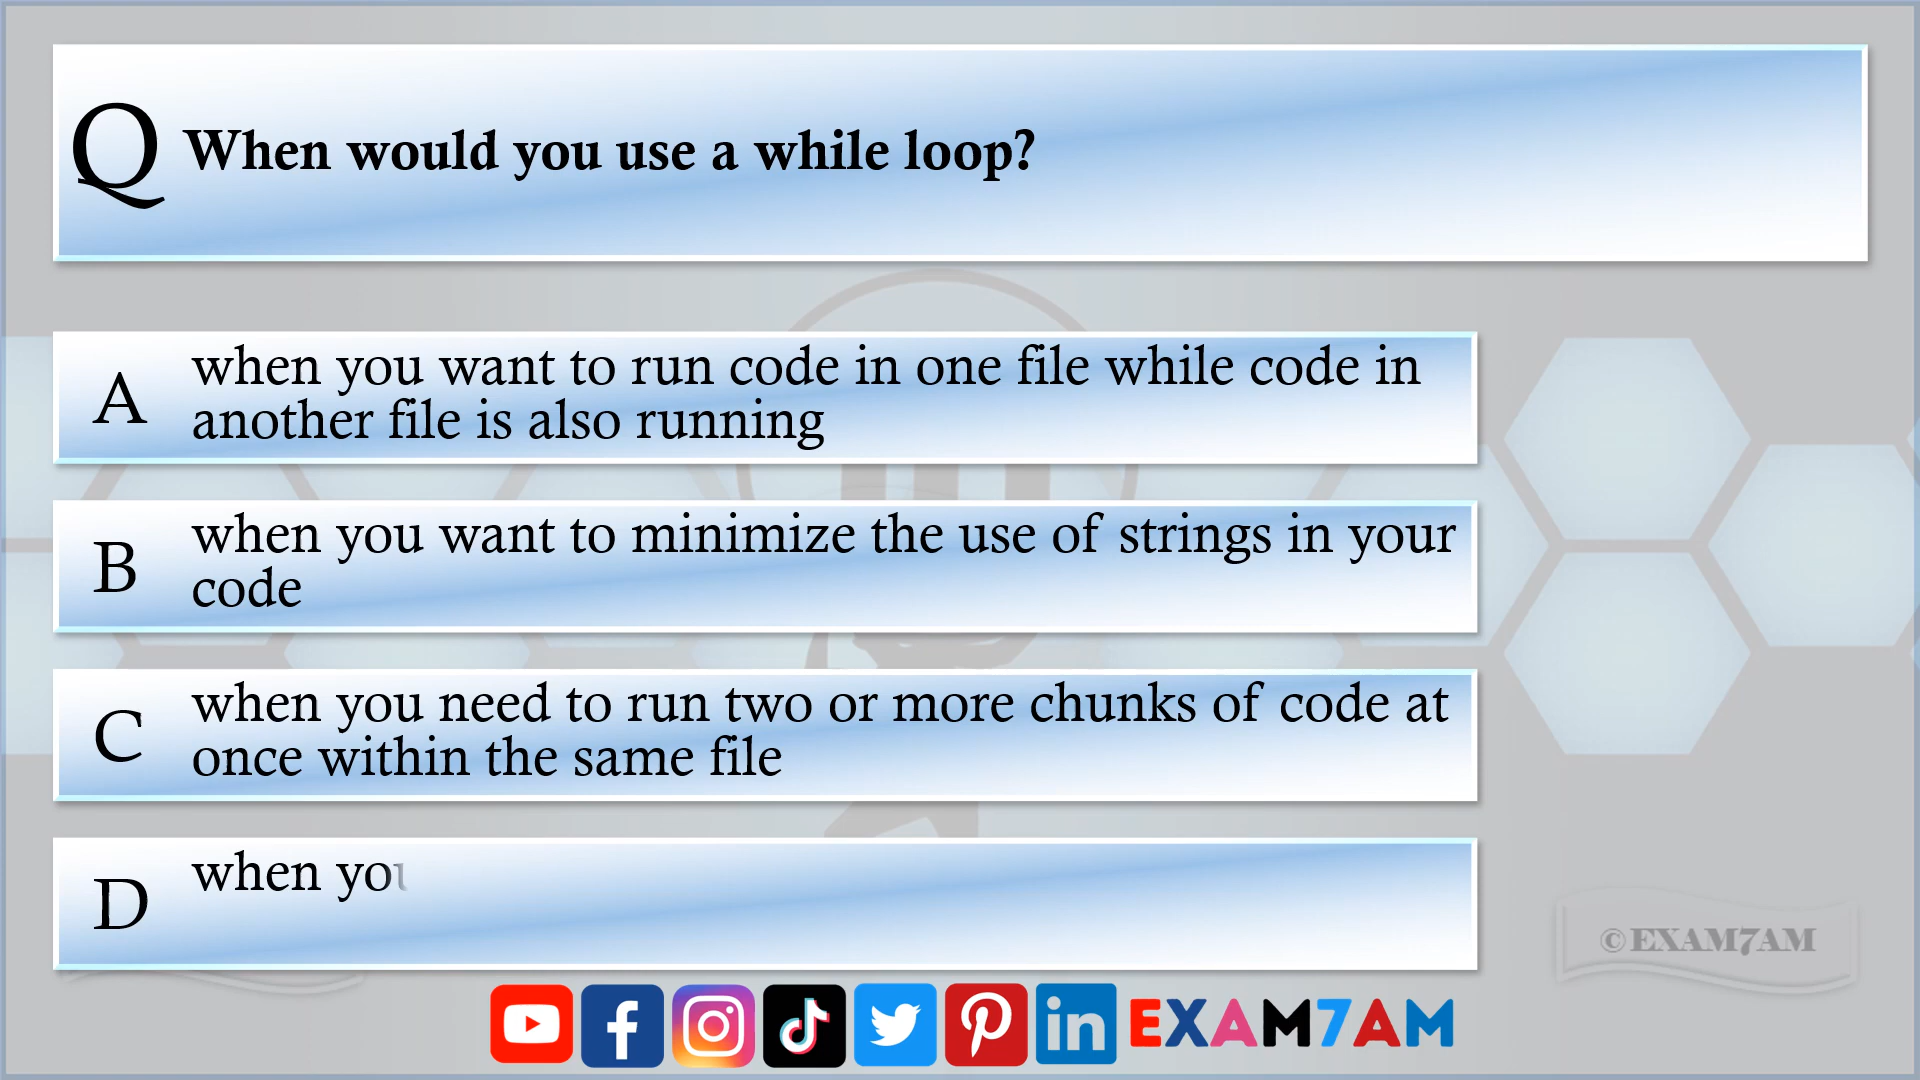 Q When would you use a while loop?
A when you want to run code in one file while code in
another file is also running
B when you want to minimize the use of strings in your
code
C when you need to run two or more chunks of code at
once within the same file
D when you
©EXAM7AM
EXAM7AM